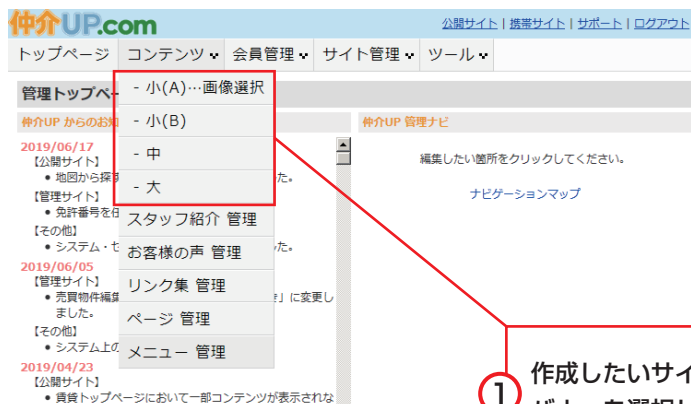 仲介UP.com
公開サイト | 携帯サイト | サポート | ログアウト
トップページ コンテンツ 会員管理 サイト管理 ツール
管理トップペー
- 小(A)…画像選択
- 小(B)
- 中
- 大
スタッフ紹介 管理
お客様の声 管理
リンク集 管理
ページ 管理
メニュー 管理
仲介UP からのお知
2019/06/17
【公開サイト】
• 地図から探す た。
【管理サイト】
• 免許番号を任
【その他】
• システム・セ た。
2019/06/05
【管理サイト】
• 売買物件編集 」に変更し
ました。
【その他】
• システム上の
2019/04/23
【公開サイト】
• 賃貸トップページにおいて一部コンテンツが表示されな
仲介UP 管理ナビ
編集したい箇所をクリックしてください。
ナビゲーションマップ
1
作成したいサイ